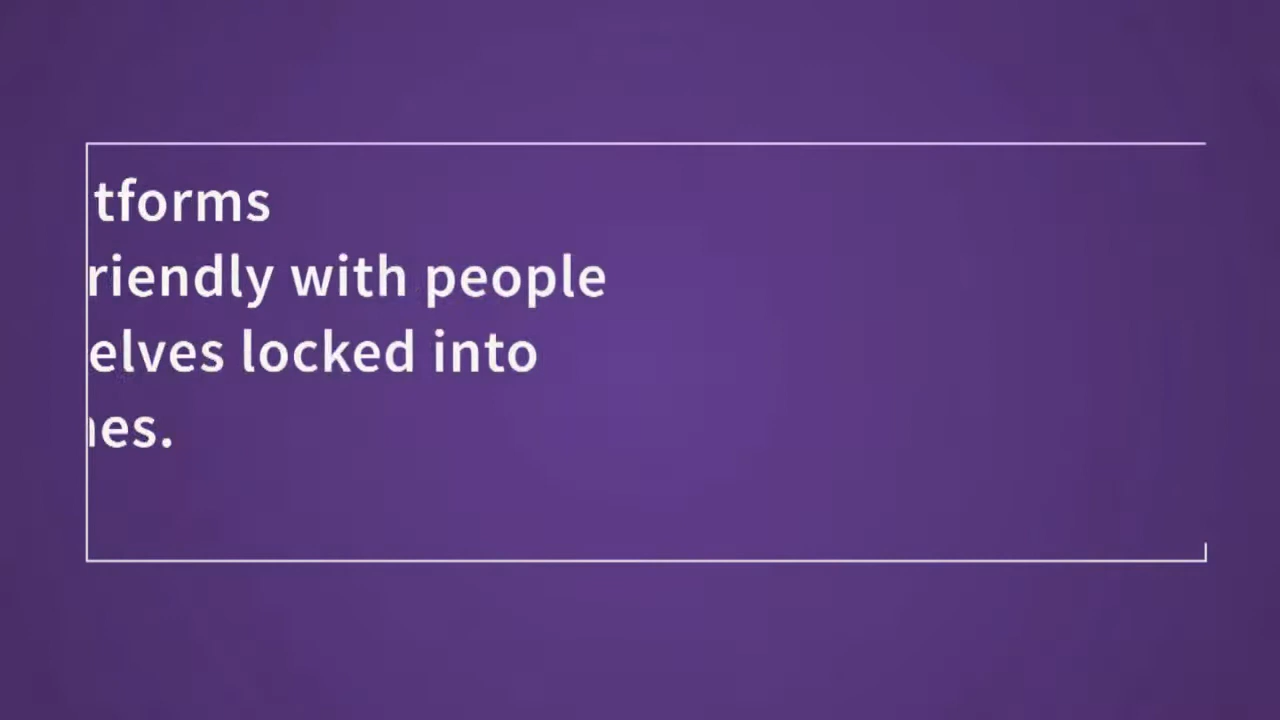 tforms
riendly with people
elves locked into
es.